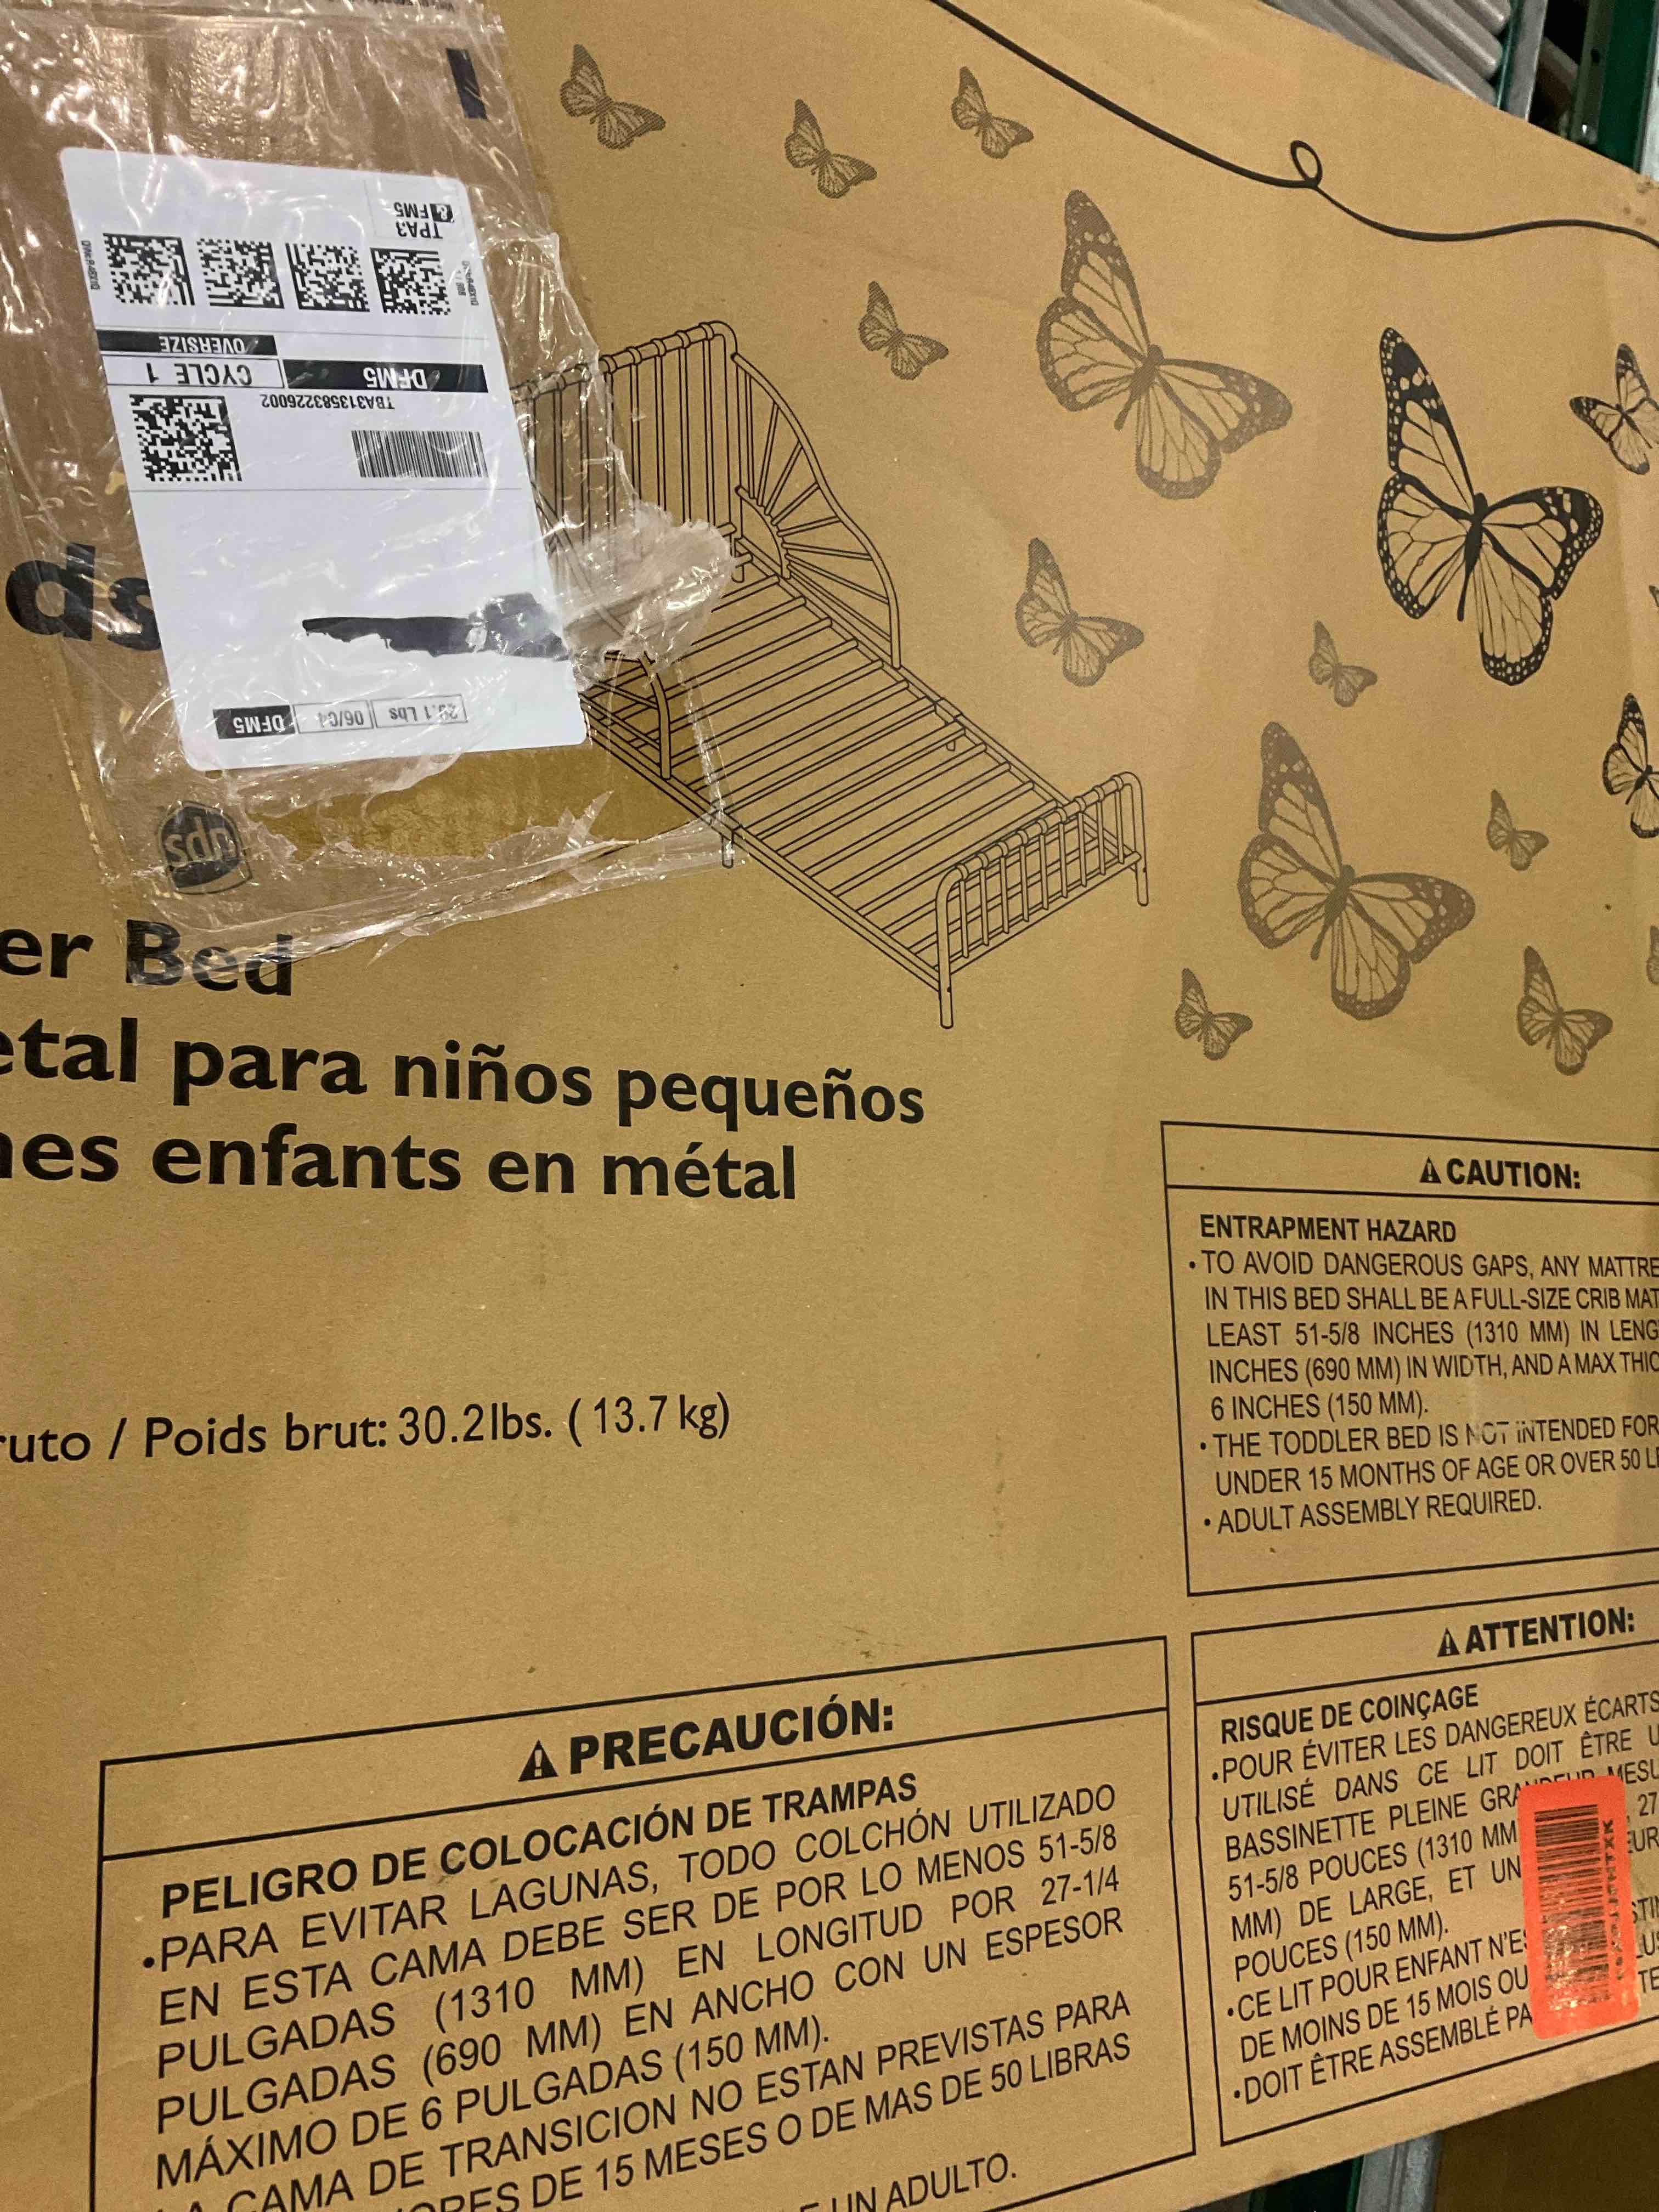 TPA3
FM5
OVERSIZE
CYCLE 1
DFM5
TBA313583226002
06/04
DFM5
ds
sdp
er Bed
etal para niños pequeños
nes enfants en métal
ruto / Poids brut: 30.2lbs. ( 13.7 kg)
CAUTION:
ENTRAPMENT HAZARD
• TO AVOID DANGEROUS GAPS, ANY MATTRE
IN THIS BED SHALL BE A FULL-SIZE CRIB MAT
LEAST 51-5/8 INCHES (1310 MM) IN LENG
INCHES (690 MM) IN WIDTH, AND A MAX THIC
6 INCHES (150 MM).
• THE TODDLER BED IS NOT INTENDED FOR
UNDER 15 MONTHS OF AGE OR OVER 50 L
• ADULT ASSEMBLY REQUIRED.
PRECAUCIÓN:
PELIGRO DE COLOCACIÓN DE TRAMPAS
•PARA EVITAR LAGUNAS, TODO COLCHÓN UTILIZADO
EN ESTA CAMA DEBE SER DE POR LO MENOS 51-5/8
PULGADAS (1310 MM) EN LONGITUD POR 27-1/4
PULGADAS (690 MM) EN ANCHO CON UN ESPESOR
MÁXIMO DE 6 PULGADAS (150 MM).
LA CAMA DE TRANSICION NO ESTAN PREVISTAS PARA
ORES DE 15 MESES O DE MAS DE 50 LIBRAS
UN ADULTO.
ATTENTION:
RISQUE DE COINÇAGE
•POUR ÉVITER LES DANGEREUX ÉCARTS
UTILISÉ DANS CE LIT DOIT ÊTRE U
BASSINETTE PLEINE GRANDEUR MESU
51-5/8 POUCES (1310 MM , 27
MM) DE LARGE, ET UN EUR
POUCES (150 MM).
•CE LIT POUR ENFANT N'ES STIN
DE MOINS DE 15 MOIS OU LUS
•DOIT ÊTRE ASSEMBLÉ PA TE